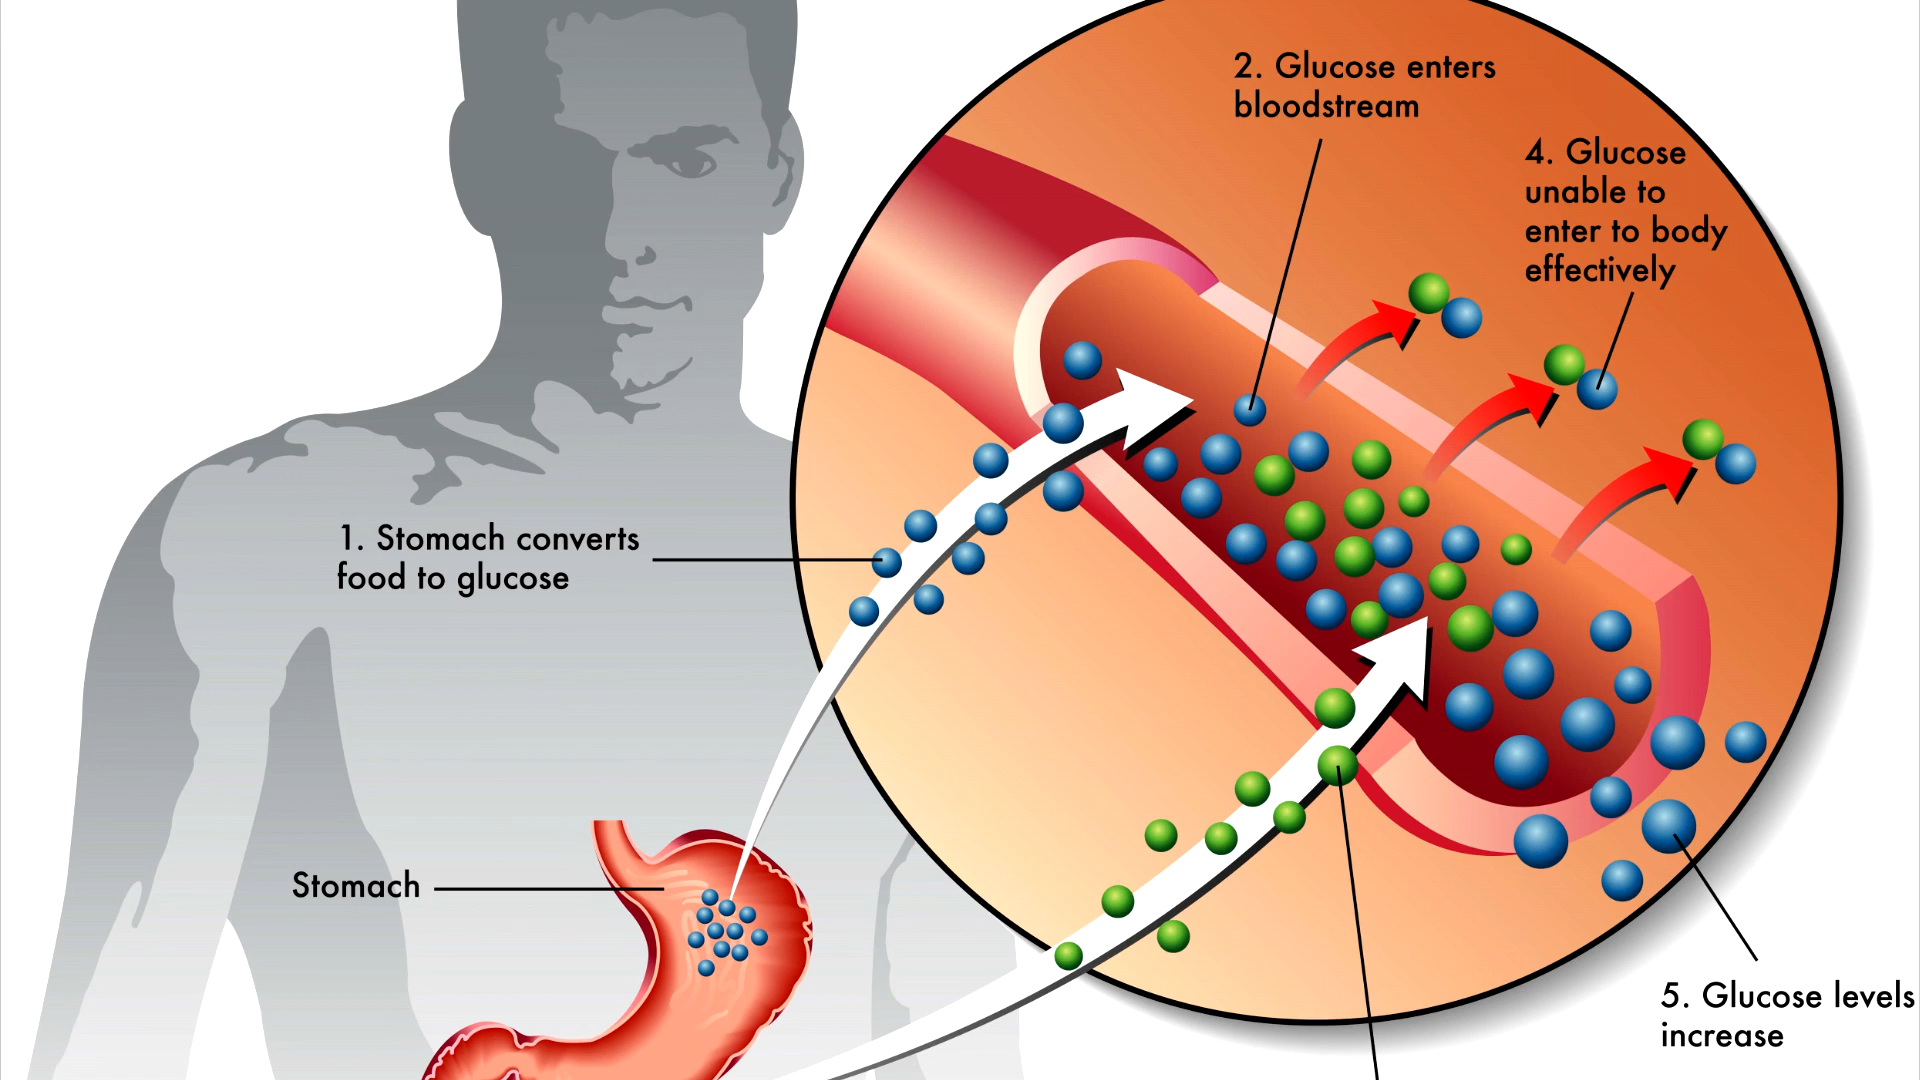 2. Glucose enters
bloodstream
4. Glucose
unable to
enter to body
effectively
1. Stomach converts
food to glucose
Stomach
5. Glucose levels
increase